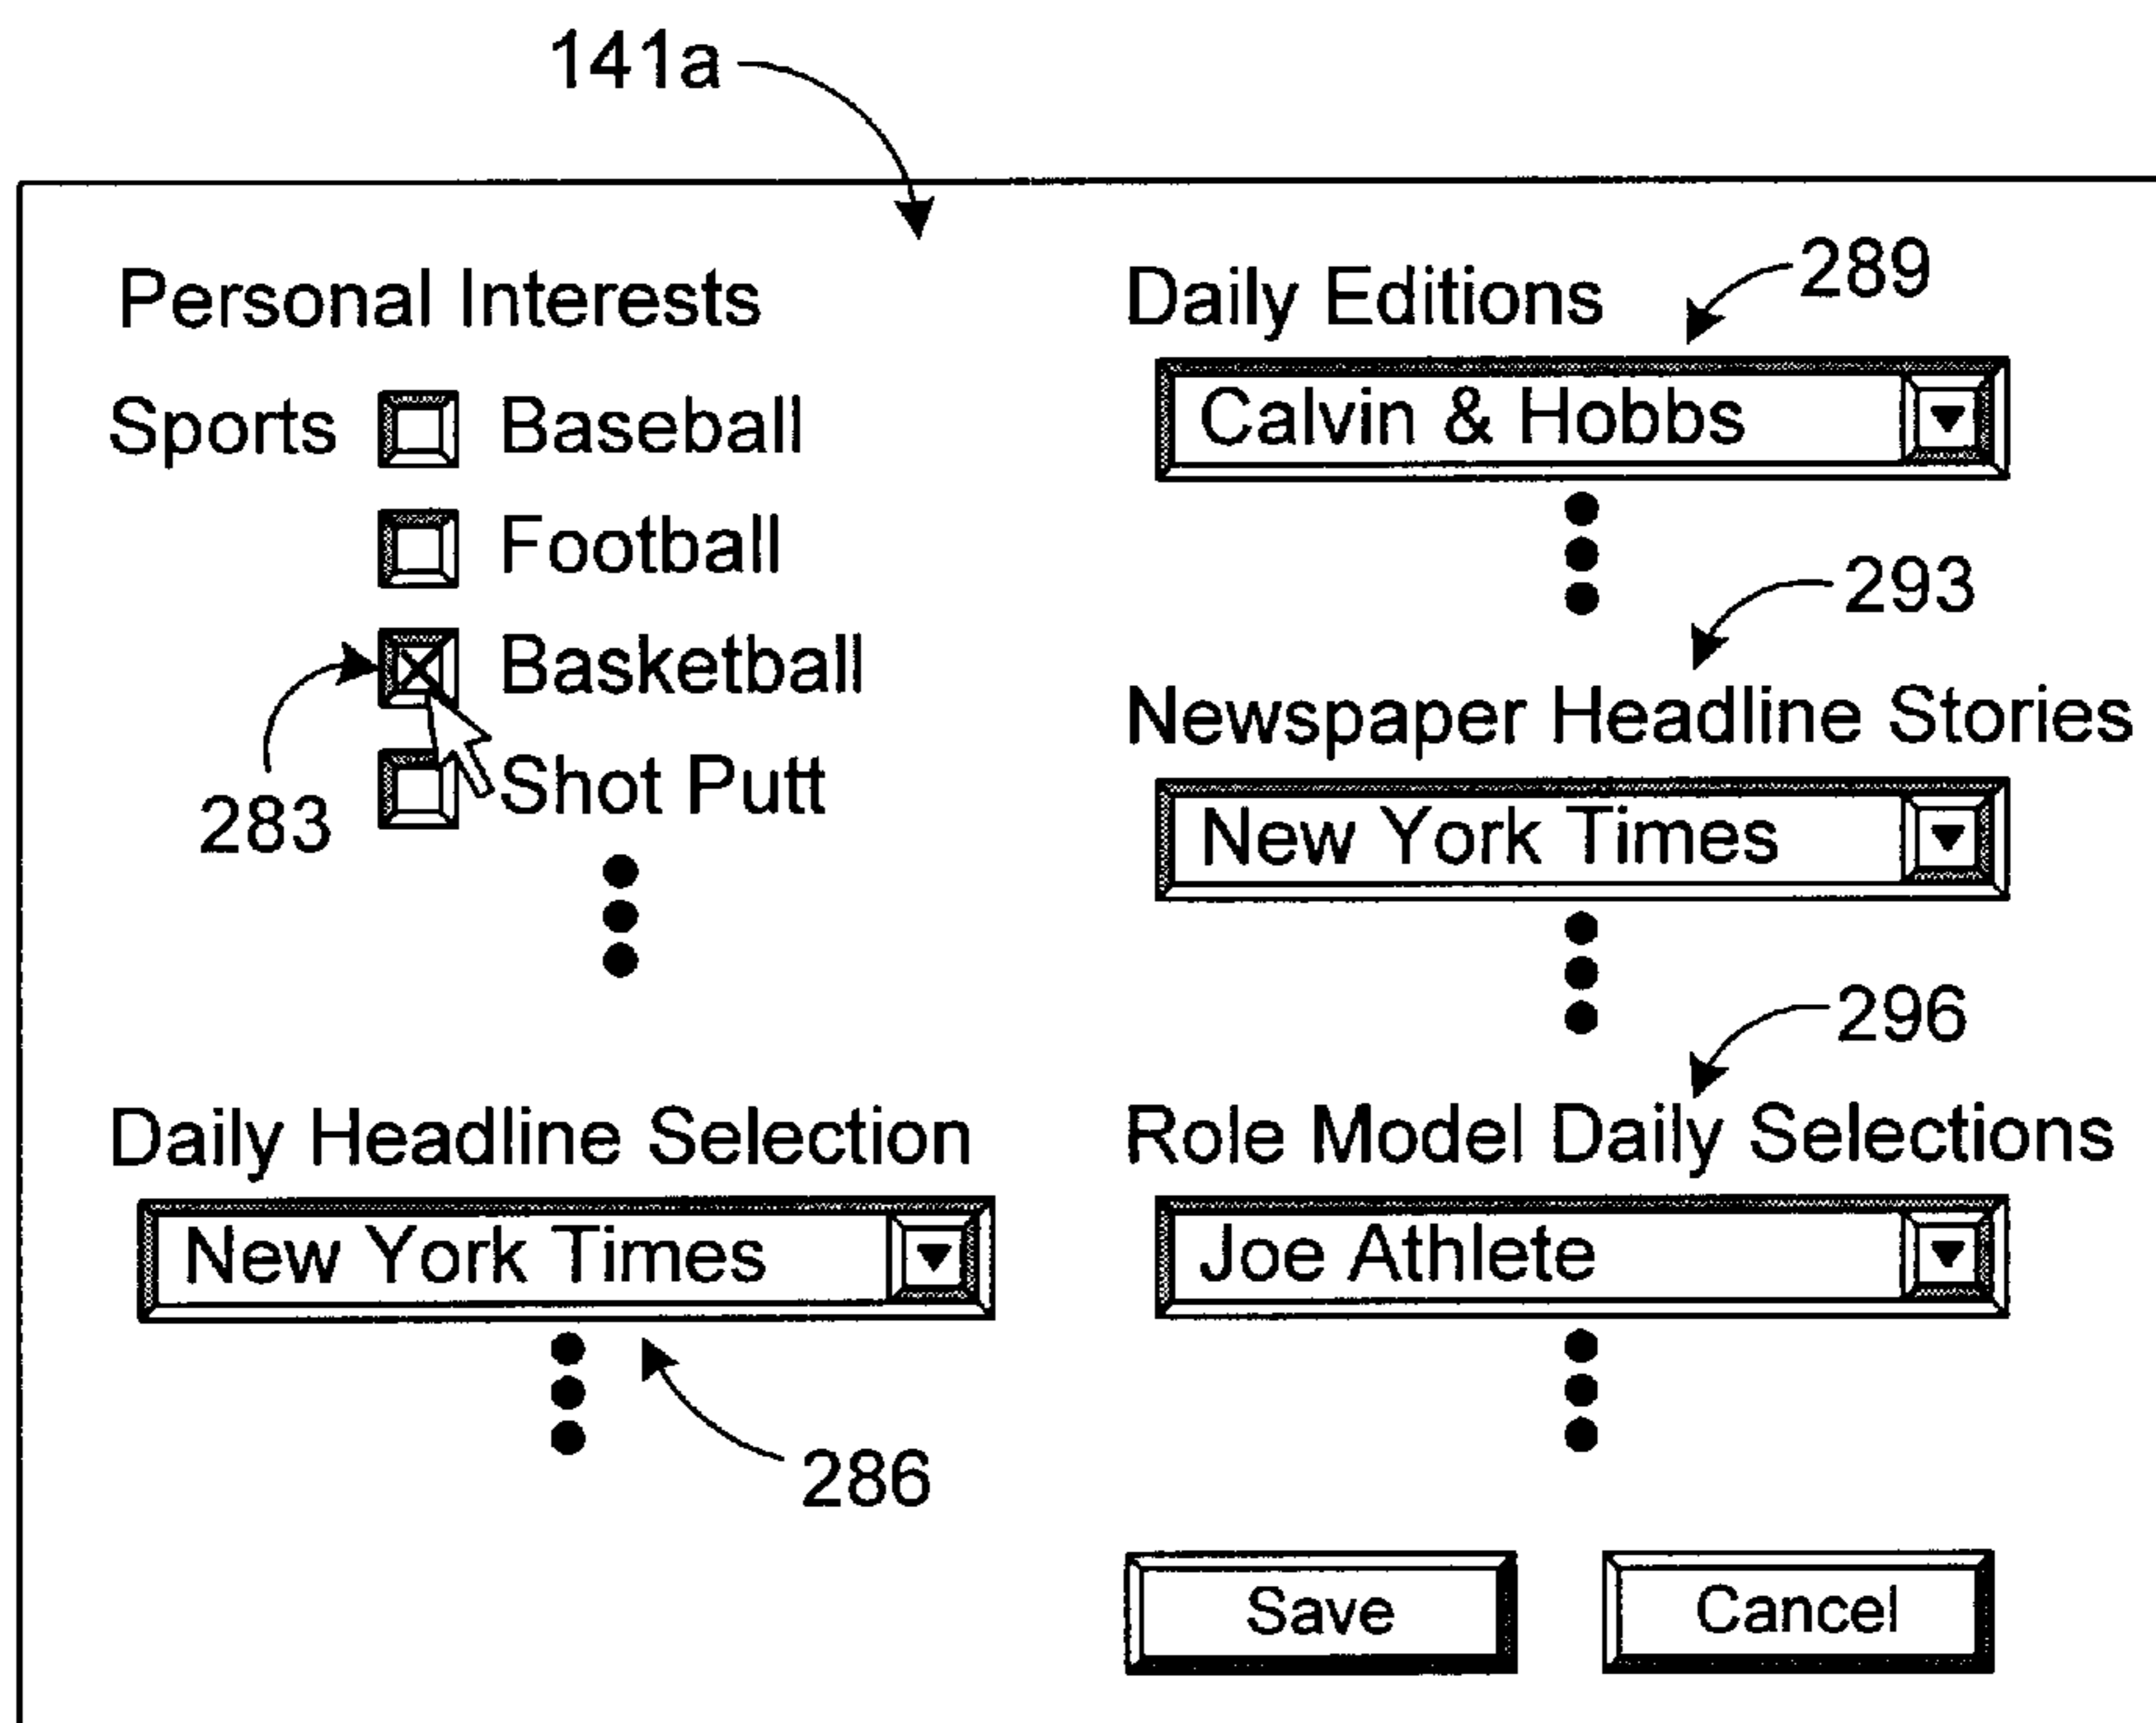 141a
Personal Interests
Sports Baseball
Football
Basketball
Shot Putt
283
Daily Headline Selection
New York Times
286
Daily Editions 289
Calvin & Hobbs
293
Newspaper Headline Stories
New York Times
296
Role Model Daily Selections
Joe Athlete
Save Cancel